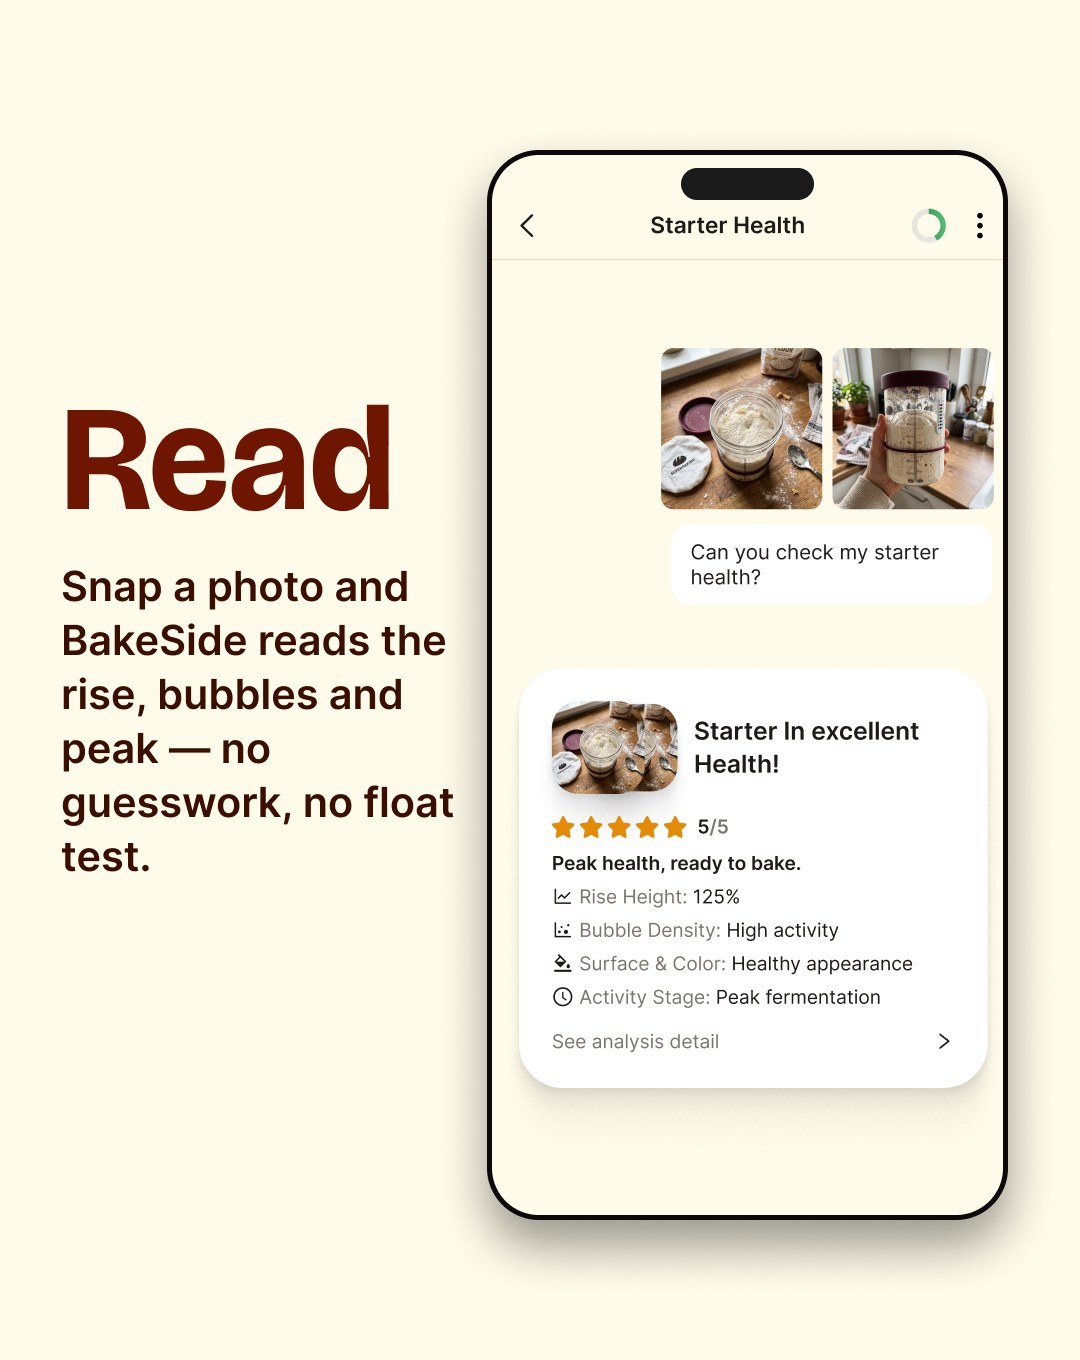 Read
Snap a photo and
BakeSide reads the
rise, bubbles and
peak — no
guesswork, no float
test.
Starter Health
Can you check my starter
health?
Starter In excellent
Health!
5/5
Peak health, ready to bake.
Rise Height: 125%
Bubble Density: High activity
Surface & Color: Healthy appearance
Activity Stage: Peak fermentation
See analysis detail